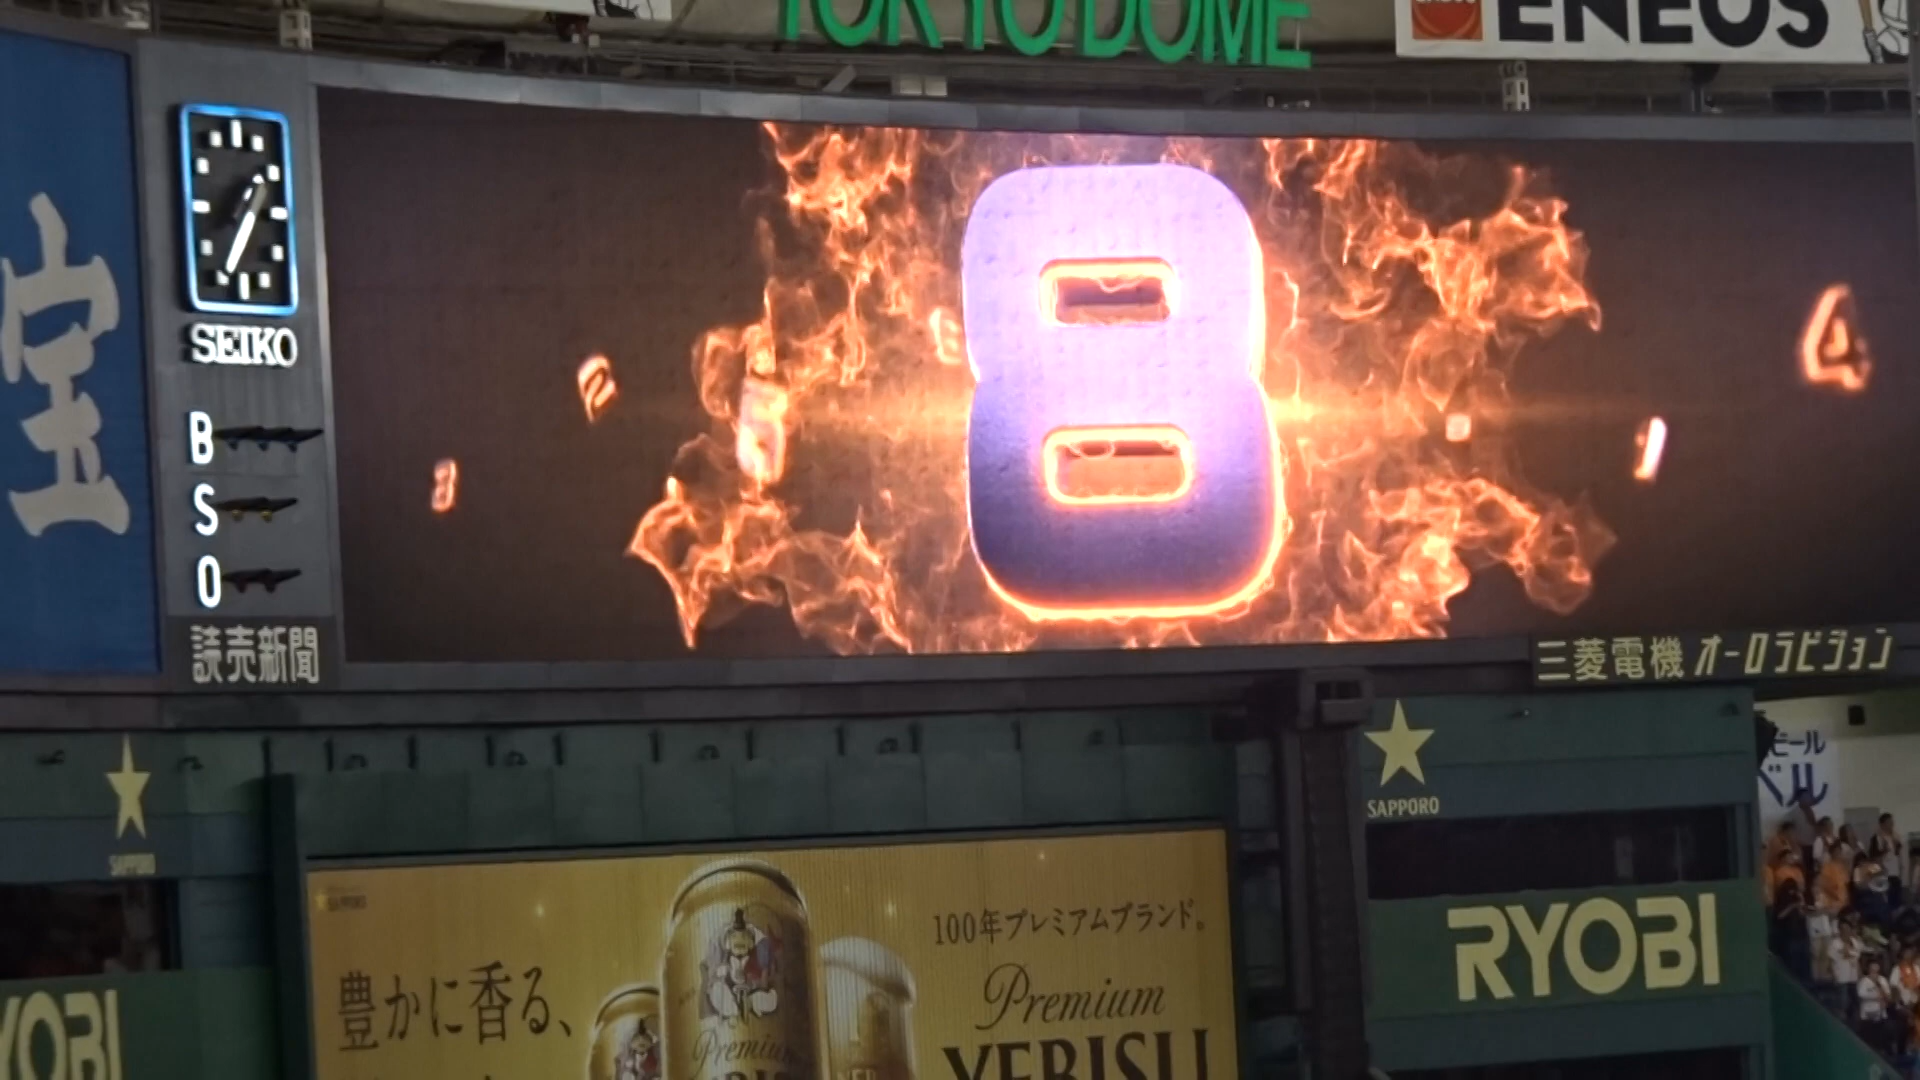 TOKYO DOME
ENEOS
宝
SEIKO
B
S
O
読売新聞
8
2
8
4
1
三菱電機 オーロラビジョン
SAPPORO
SAPPORO
ビール
RYOBI
YOBI
SAPPORO
100年プレミアムブランド。
豊かに香る、
Premium
YEBISU
Premium